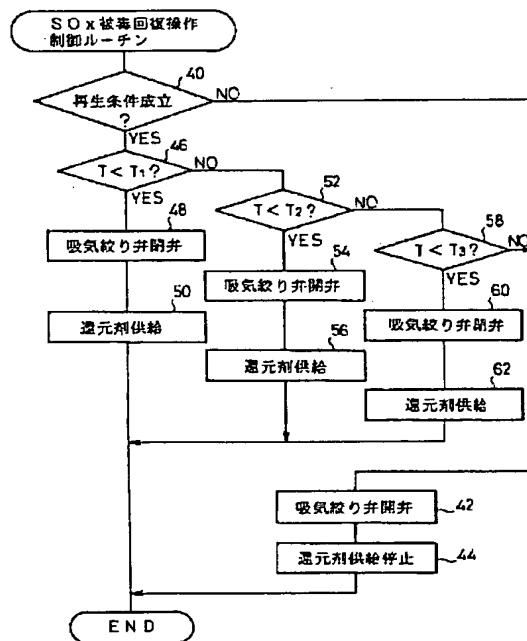 SOx被毒回復操作
制御ルーチン
40
再生条件成立
?
NO
YES
46
T<T1?
NO
YES
52
T<T2?
NO
YES
58
T<T3?
NO
YES
48
吸気絞り弁閉弁
54
吸気絞り弁開弁
60
吸気絞り弁閉弁
50
還元剤供給
56
還元剤供給
62
還元剤供給
吸気絞り弁開弁
42
還元剤供給停止
44
END